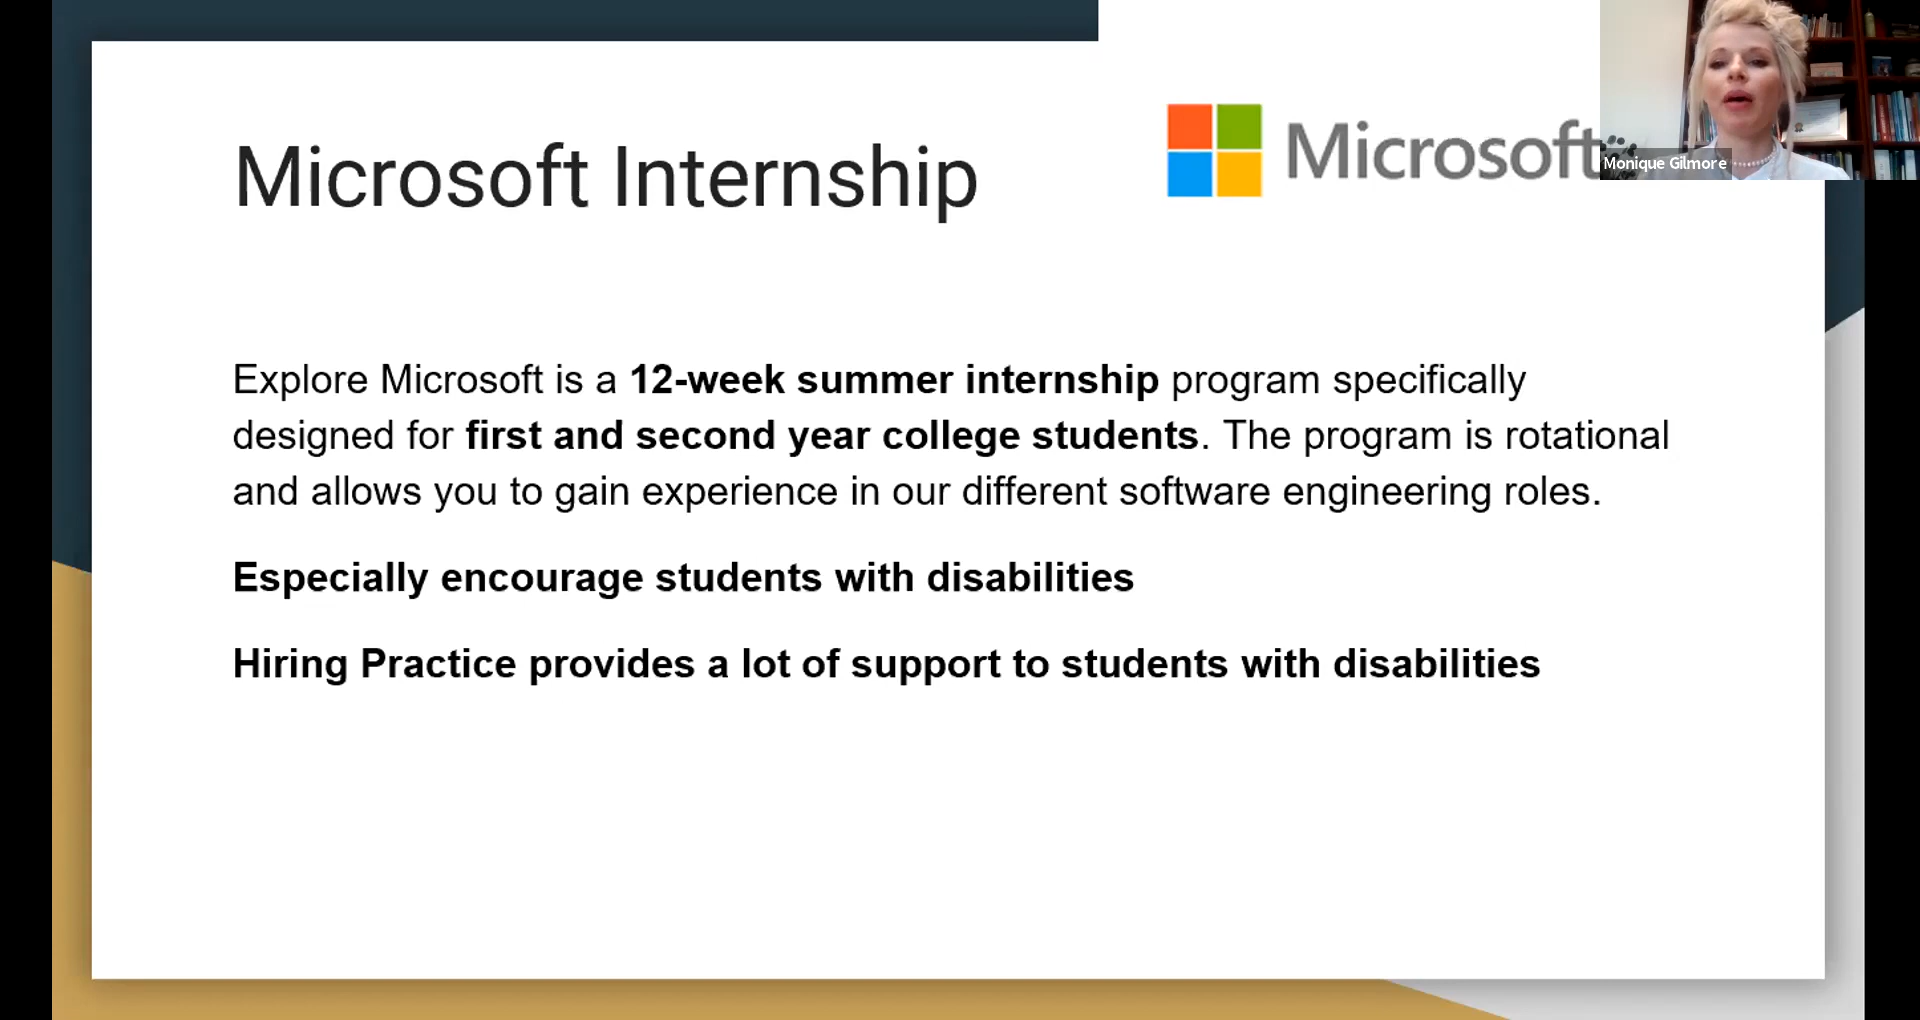 Microsoft Internship
Microsoft
Monique Gilmore
Explore Microsoft is a 12-week summer internship program specifically
designed for first and second year college students. The program is rotational
and allows you to gain experience in our different software engineering roles.
Especially encourage students with disabilities
Hiring Practice provides a lot of support to students with disabilities